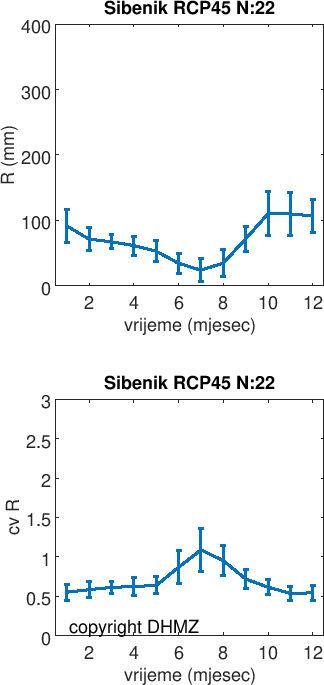 Sibenik RCP45 N:22
400
300
200
100
0
R (mm)
2 4 6 8 10 12
vrijeme (mjesec)
Sibenik RCP45 N:22
3
2.5
2
1.5
1
0.5
0
cv R
copyright DHMZ
2 4 6 8 10 12
vrijeme (mjesec)